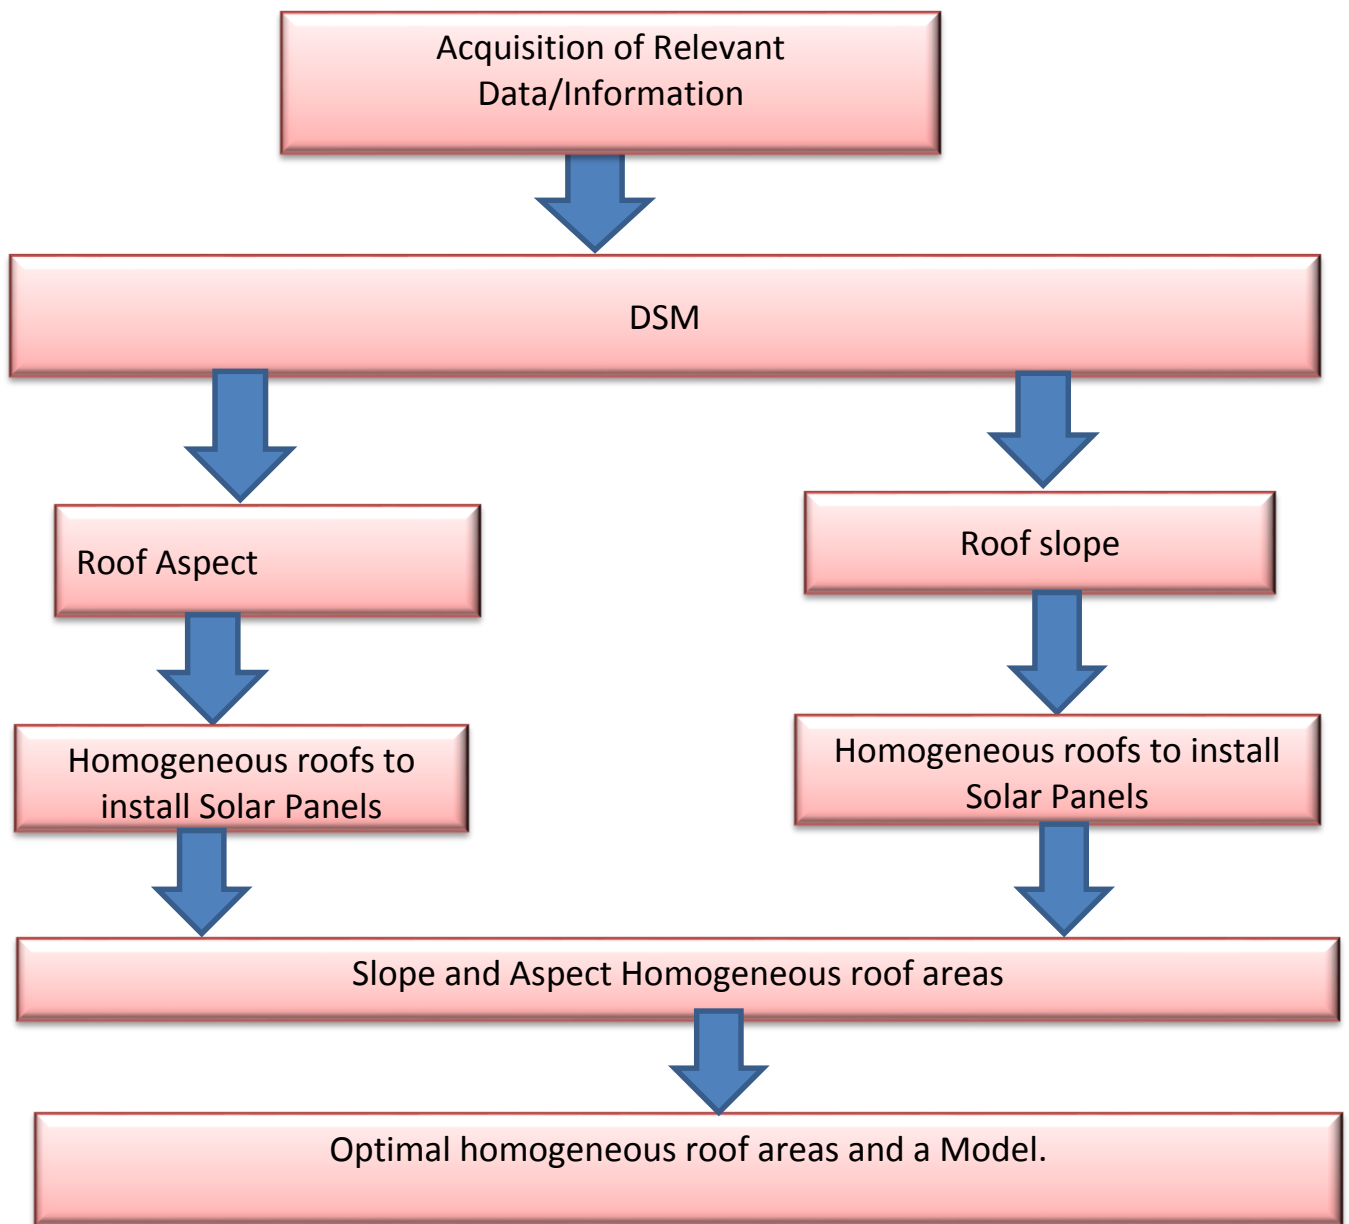 Acquisition of Relevant
Data/Information
DSM
Roof Aspect
Roof slope
Homogeneous roofs to
install Solar Panels
Homogeneous roofs to install
Solar Panels
Slope and Aspect Homogeneous roof areas
Optimal homogeneous roof areas and a Model.